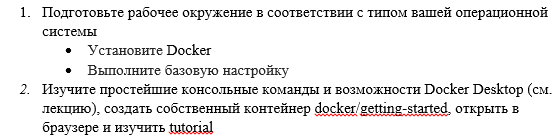 1. Подготовьте рабочее окружение в соответствии с типом вашей операционной
системы
• Установите Docker
• Выполните базовую настройку
2. Изучите простейшие консольные команды и возможности Docker Desktop (см.
лекцию), создать собственный контейнер docker/getting-started, открыть в
браузере и изучить tutorial